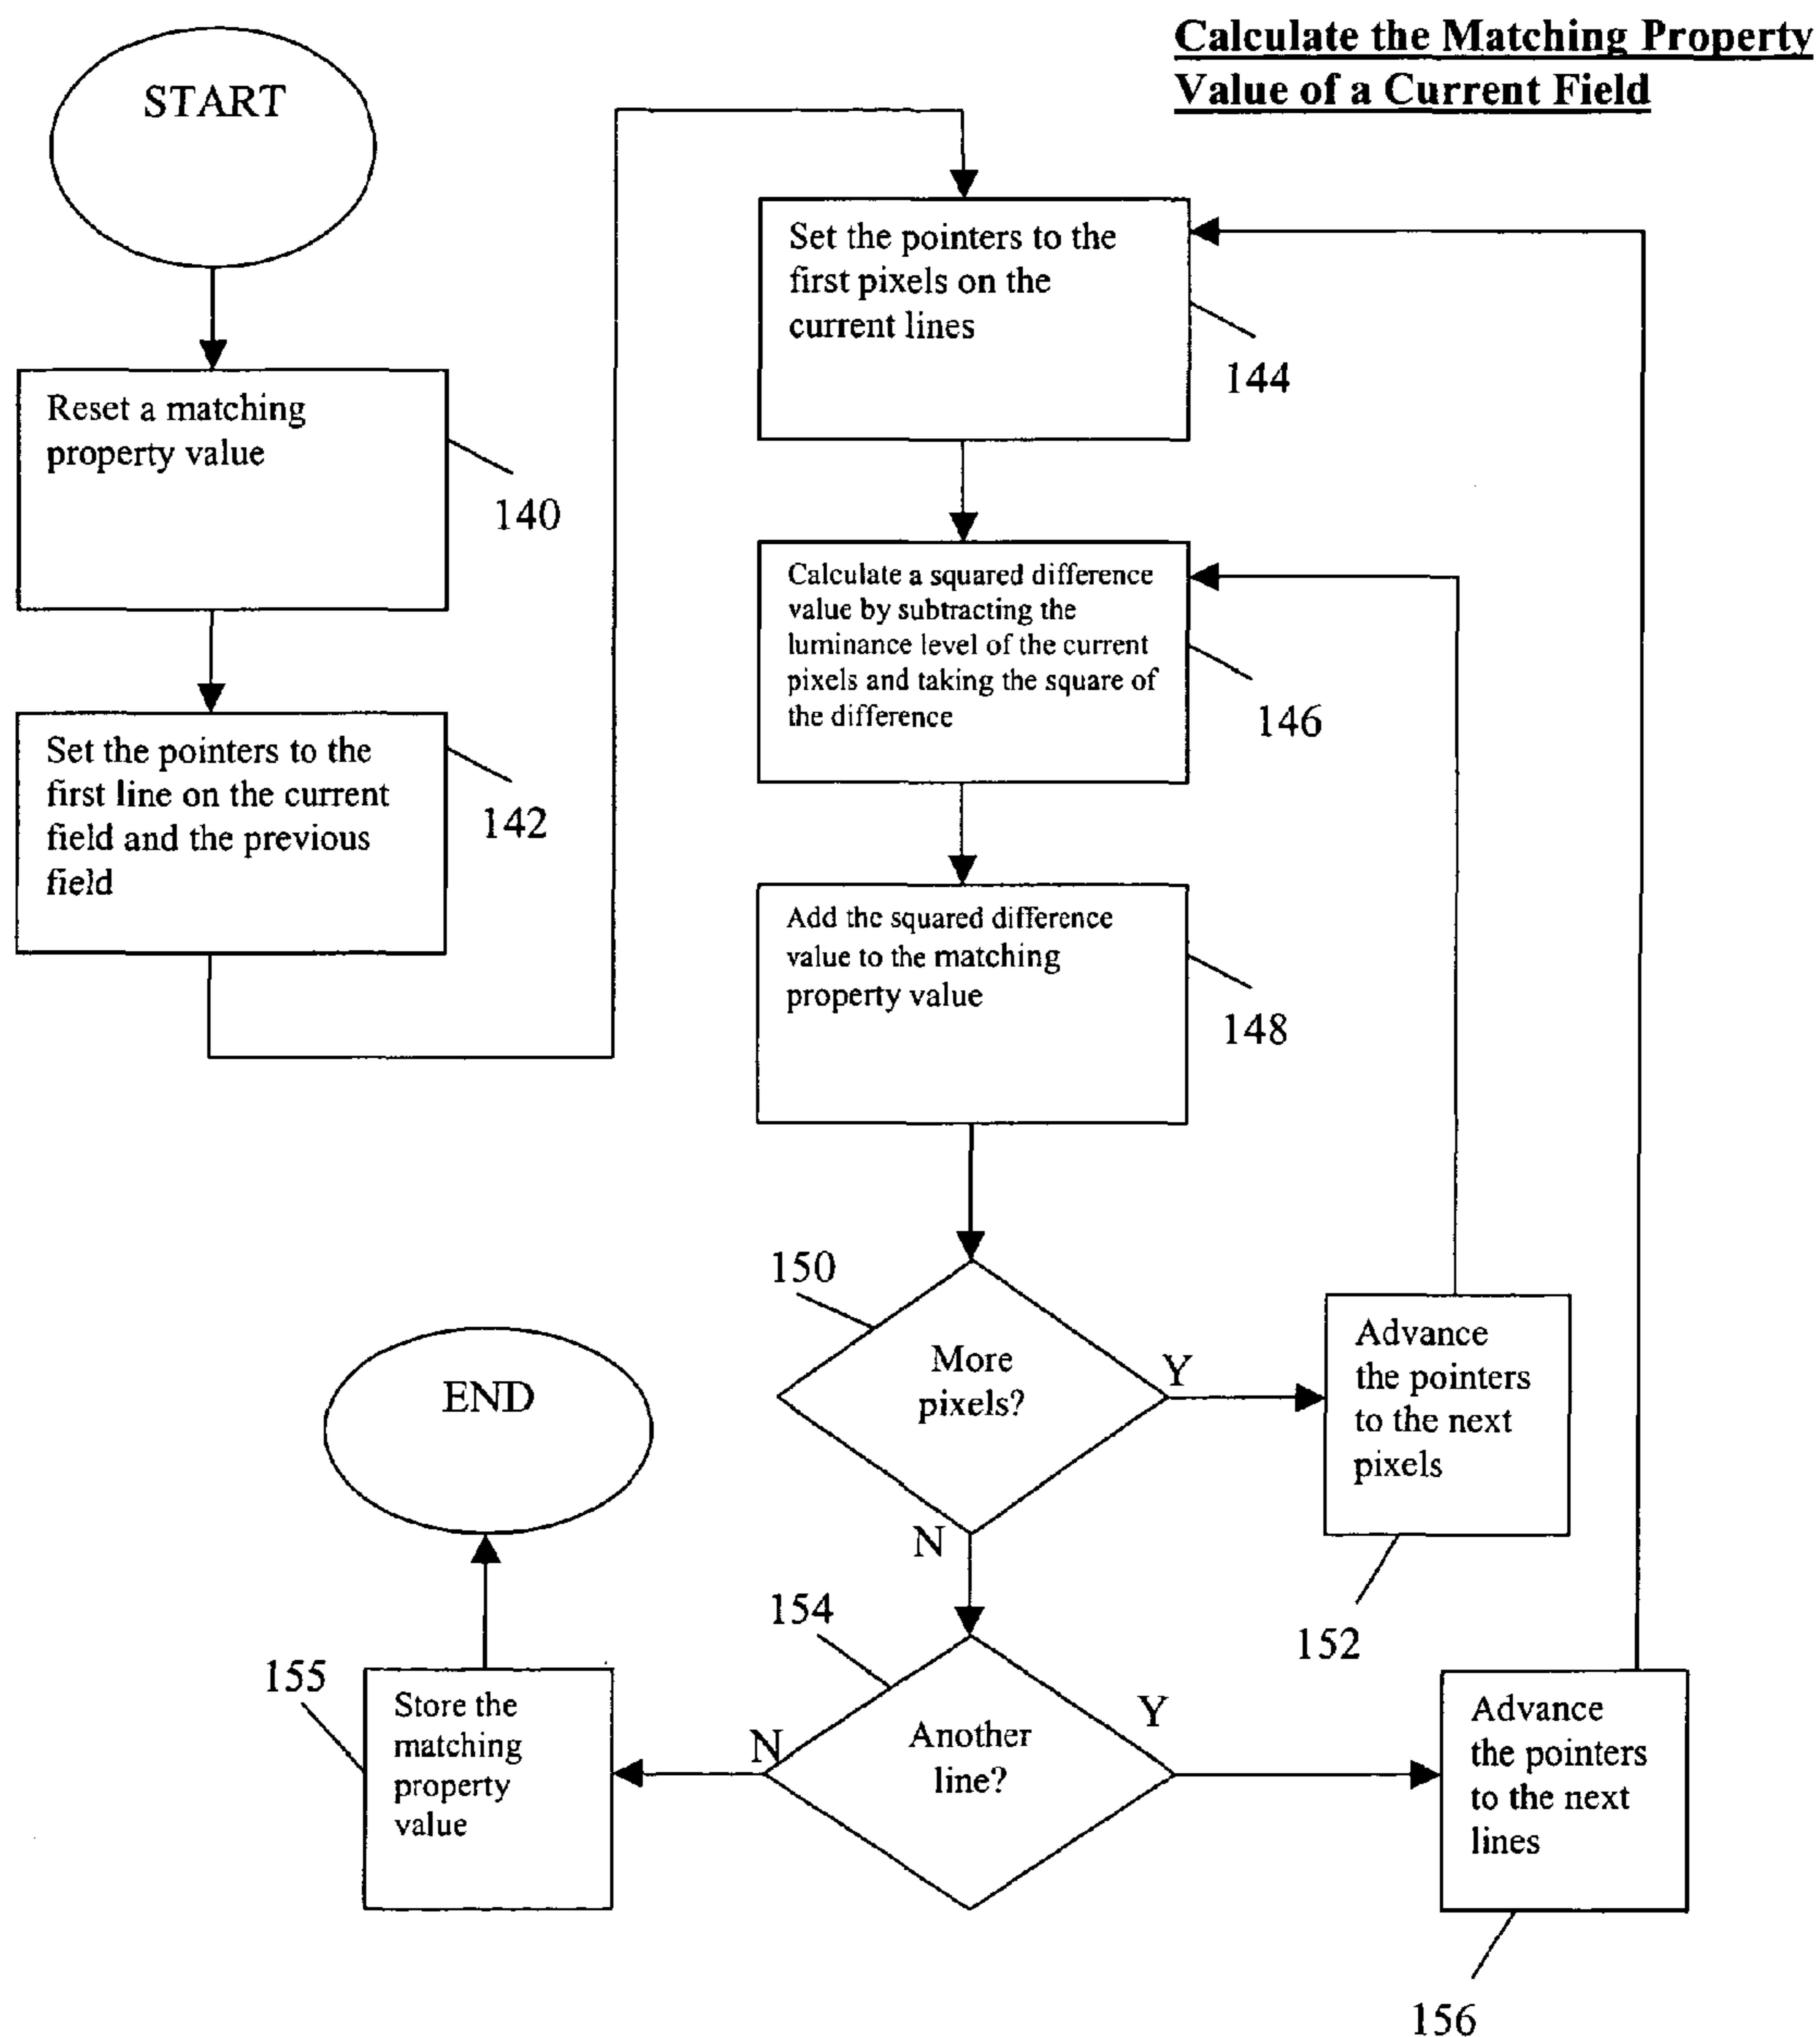 Calculate the Matching Property
Value of a Current Field
START
Reset a matching
property value
140
Set the pointers to the
first line on the current
field and the previous
field
142
Set the pointers to the
first pixels on the
current lines
144
Calculate a squared difference
value by subtracting the
luminance level of the current
pixels and taking the square of
the difference
146
Add the squared difference
value to the matching
property value
148
150
More
pixels?
Y
N
Advance
the pointers
to the next
pixels
152
154
Another
line?
Y
N
Advance
the pointers
to the next
lines
156
155
Store the
matching
property
value
END